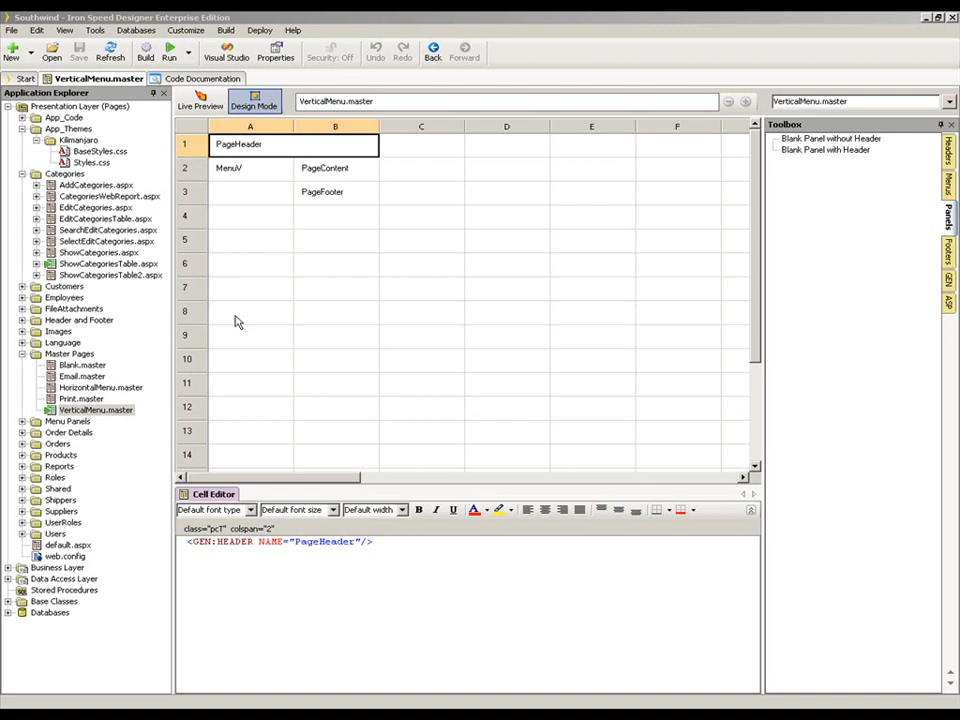 Southwind - Iron Speed Designer Enterprise Edition
File Edit View Tools Databases Customize Build Deploy Help
New Open Save Refresh Build Run Visual Studio Properties Security: Off Undo Redo Back Forward
Start VerticalMenu.master Code Documentation
Application Explorer
Presentation Layer (Pages)
App_Code
App_Themes
Kilimanjaro
BaseStyles.css
Styles.css
Categories
AddCategories.aspx
CategoriesWebReport.aspx
EditCategories.aspx
EditCategoriesTable.aspx
SearchEditCategories.aspx
SelectEditCategories.aspx
ShowCategories.aspx
ShowCategoriesTable.aspx
ShowCategoriesTable2.aspx
Customers
Employees
FileAttachments
Header and Footer
Images
Language
Master Pages
Blank.master
Email.master
HorizontalMenu.master
Print.master
VerticalMenu.master
Menu Panels
Order Details
Orders
Products
Reports
Roles
Shared
Shippers
Suppliers
UserRoles
Users
default.aspx
web.config
Business Layer
Data Access Layer
Stored Procedures
Base Classes
Databases
Live Preview Design Mode VerticalMenu.master VerticalMenu.master
A B C D E F
1 PageHeader
2 MenuV PageContent
3 PageFooter
4
5
6
7
8
9
10
11
12
13
14
Cell Editor
Default font type Default font size Default width B I U A
class="pcT" colspan="2"
<GEN:HEADER NAME="PageHeader"/>
Toolbox
Blank Panel without Header
Blank Panel with Header
Headers
Menus
Panels
Footers
GEN
ASP